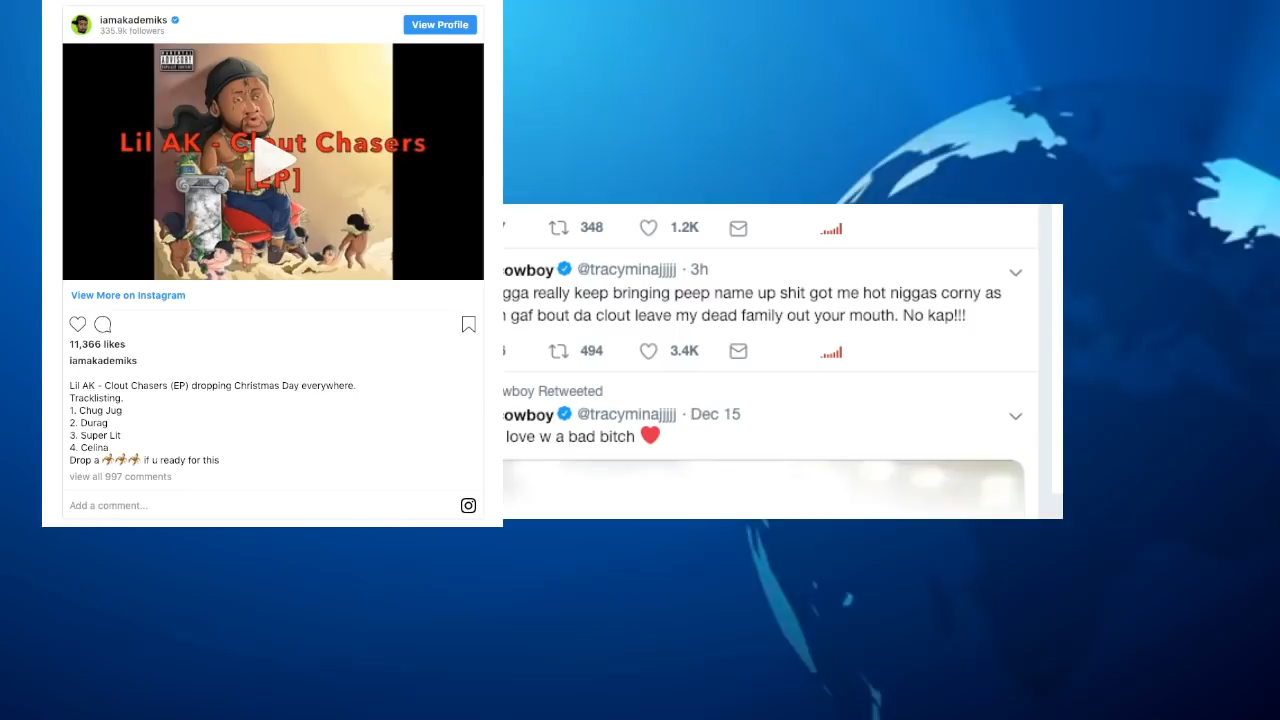 iamakademiks
335.9k followers
View Profile
PARENTAL
ADVISORY
EXPLICIT CONTENT
Lil AK - Clout Chasers
[EP]
View More on Instagram
11,366 likes
iamakademiks
Lil AK - Clout Chasers (EP) dropping Christmas Day everywhere.
Tracklisting.
1. Chug Jug
2. Durag
3. Super Lit
4. Celina
Drop a 🤽🤽🤽 if u ready for this
view all 997 comments
Add a comment...
348 1.2K
owboy @tracyminajjjjj · 3h
gga really keep bringing peep name up shit got me hot niggas corny as
gaf bout da clout leave my dead family out your mouth. No kap!!!
494 3.4K
wboy Retweeted
owboy @tracyminajjjjj · Dec 15
love w a bad bitch ❤️